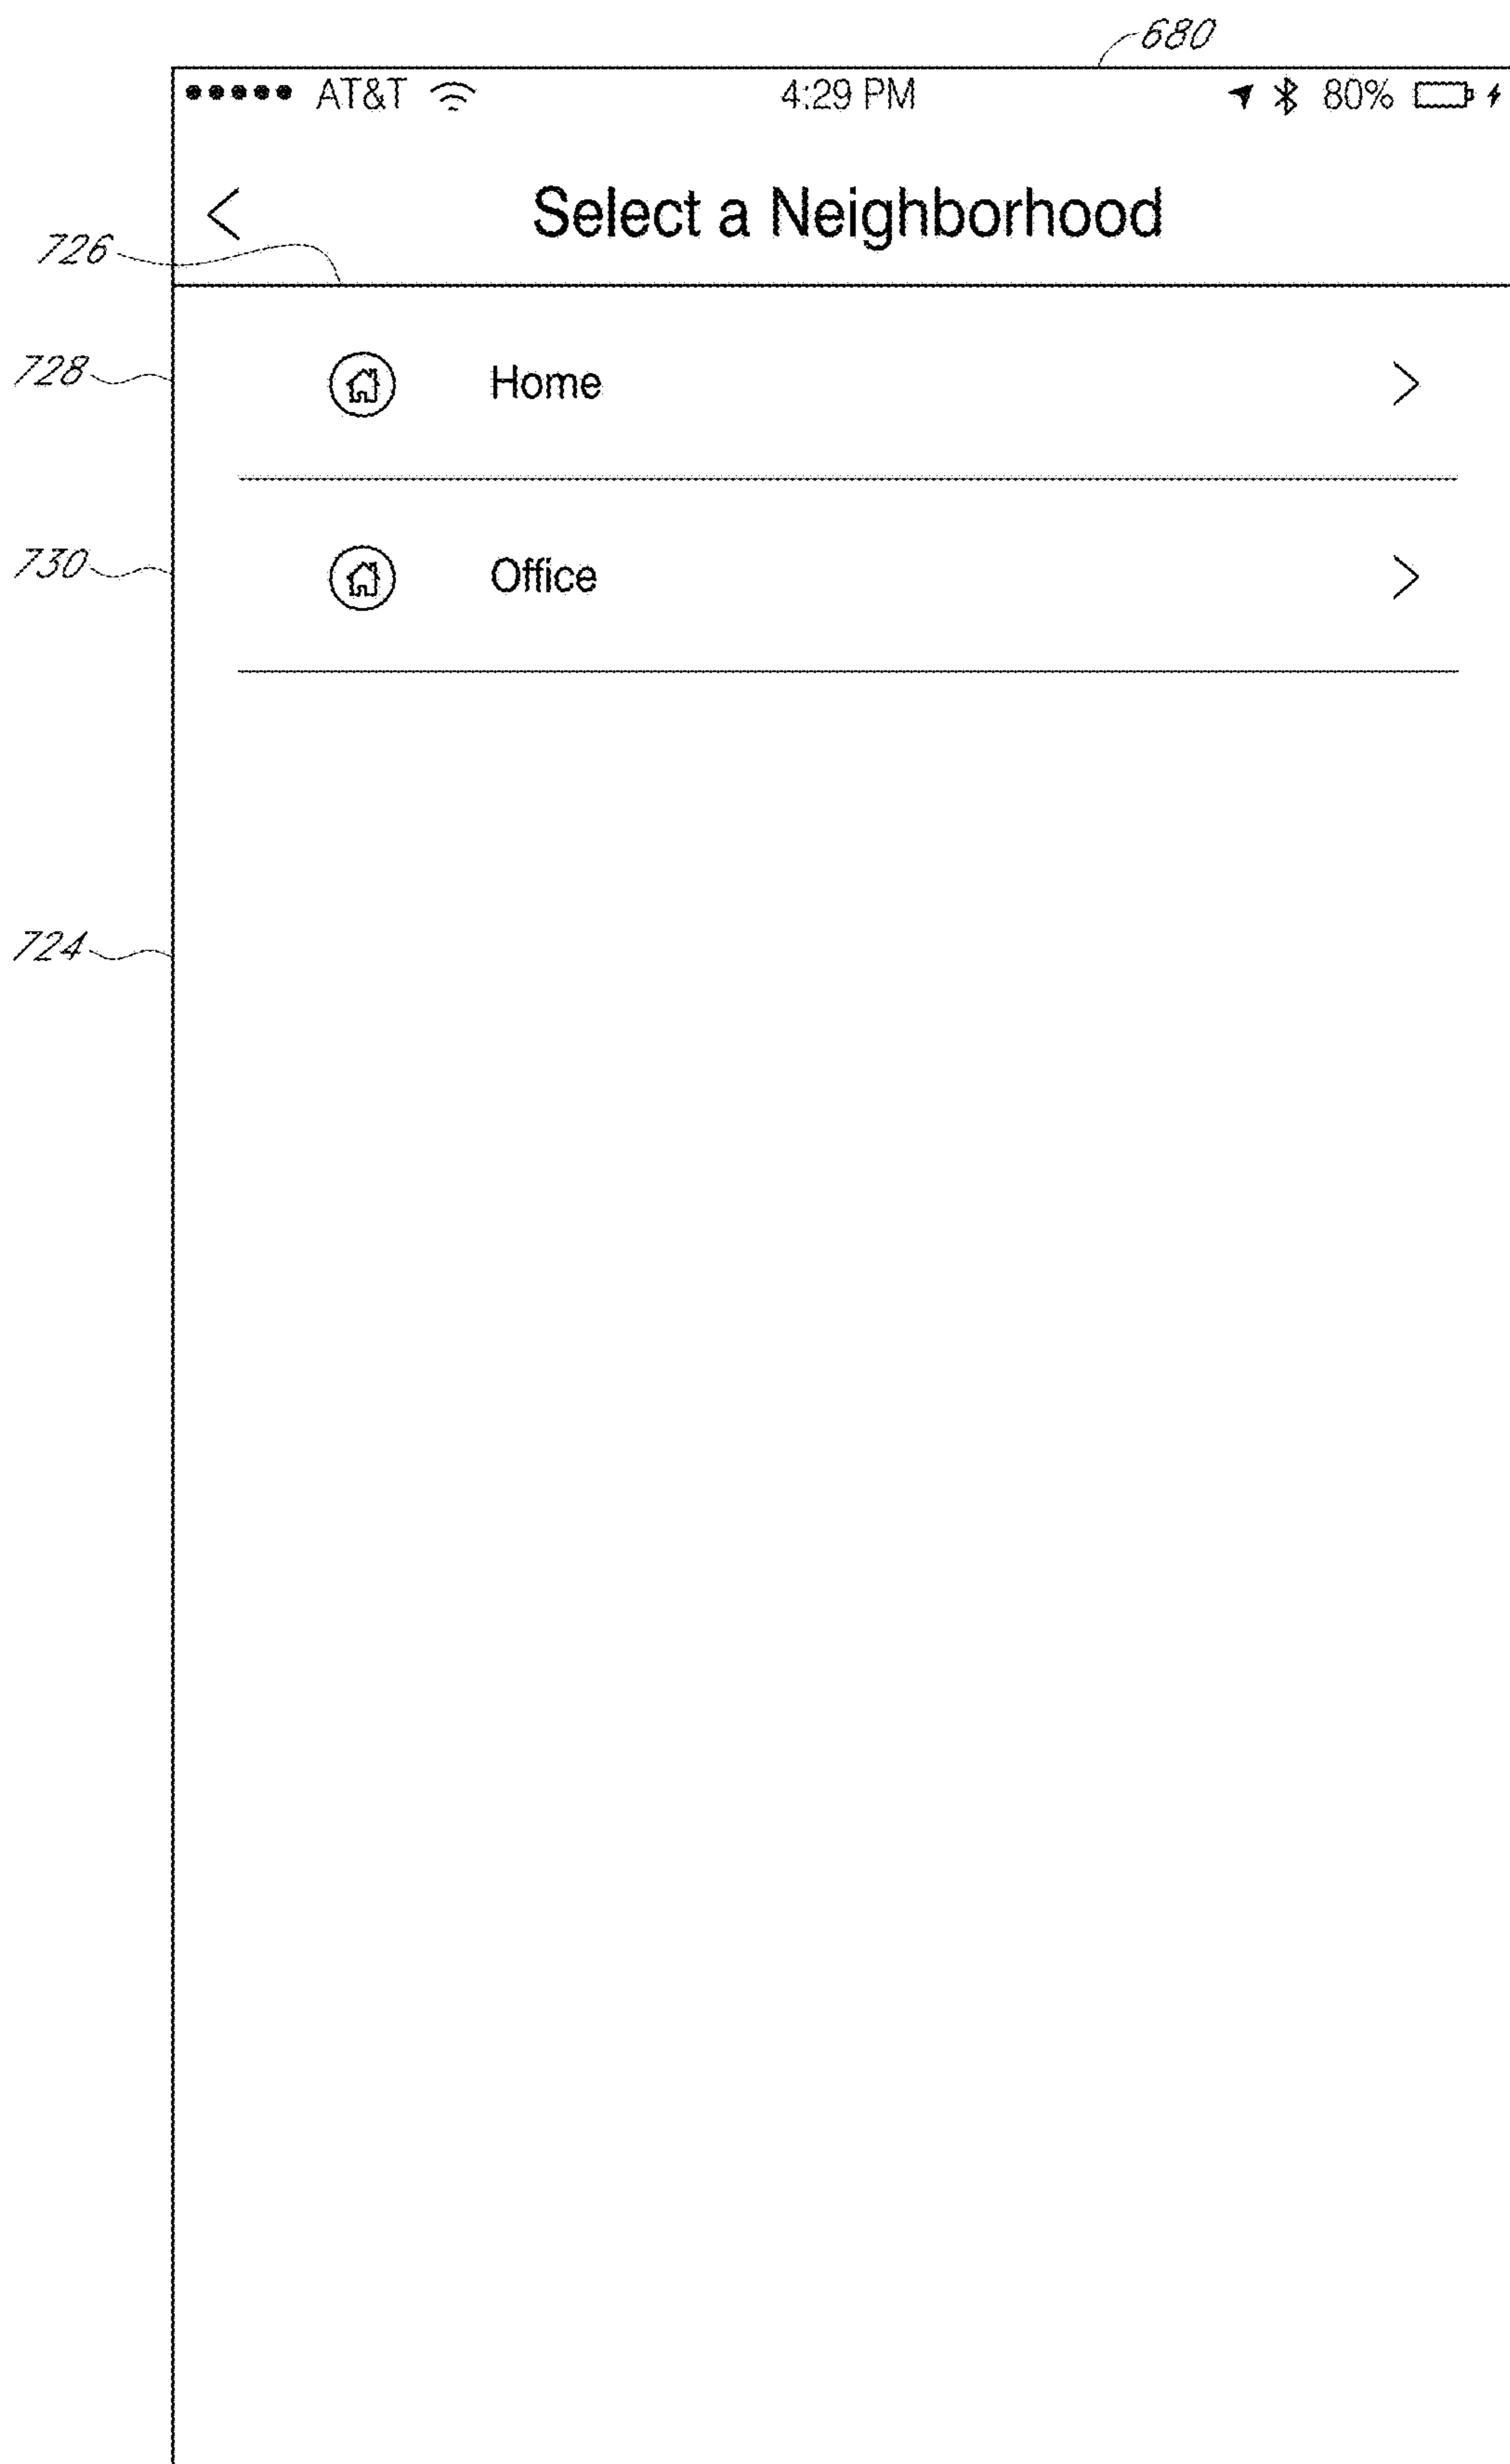 680
AT&T 4:29 PM 80%
Select a Neighborhood
726
728 Home
730 Office
724